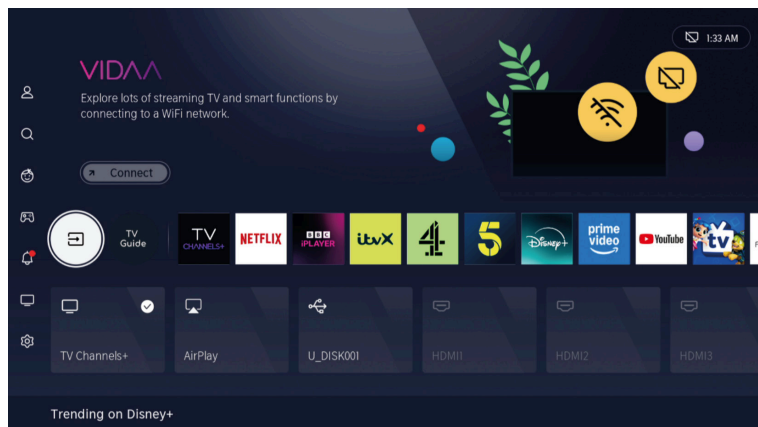 1:33 AM
VIDAA
Explore lots of streaming TV and smart functions by
connecting to a WiFi network.
Connect
TV
Guide
TV
CHANNELS+
NETFLIX
BBC
iPLAYER
itvX
4
5
Disney+
prime
video
YouTube
tv
TV Channels+
AirPlay
U_DISK001
HDMI1
HDMI2
HDMI3
Trending on Disney+